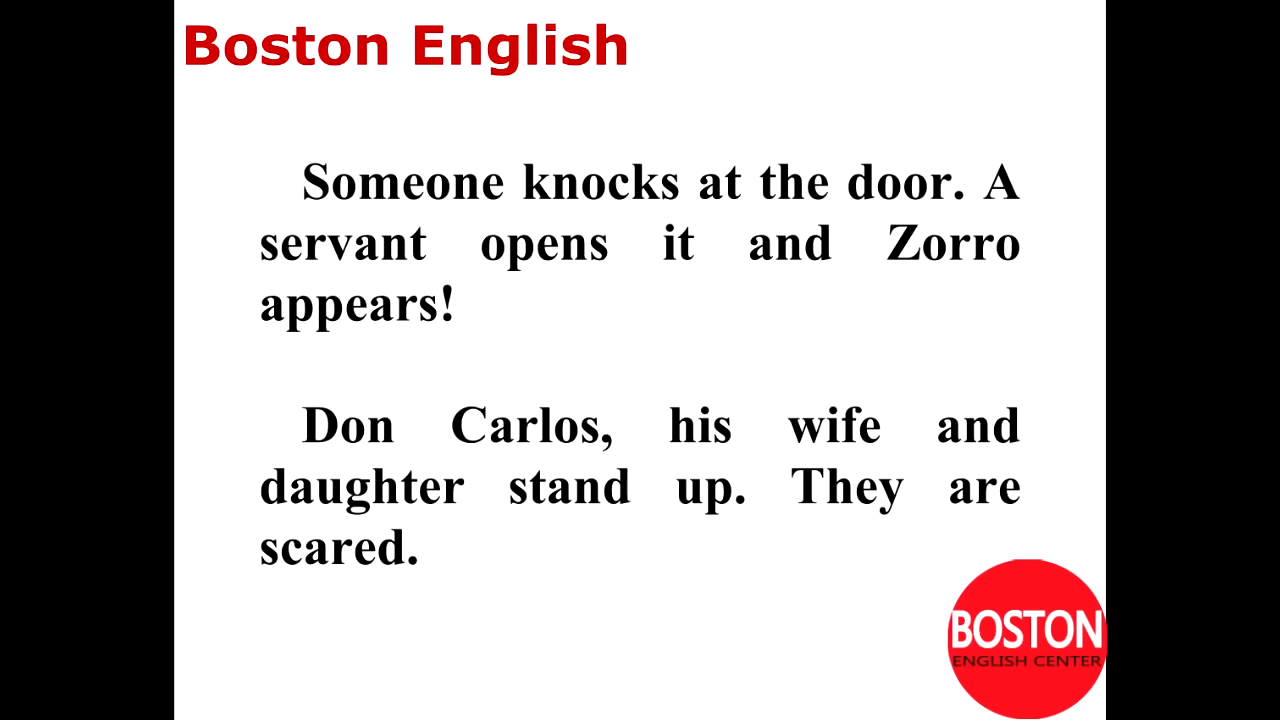 Boston English
Someone knocks at the door. A
servant opens it and Zorro
appears!
Don Carlos, his wife and
daughter stand up. They are
scared.
BOSTON
ENGLISH CENTER